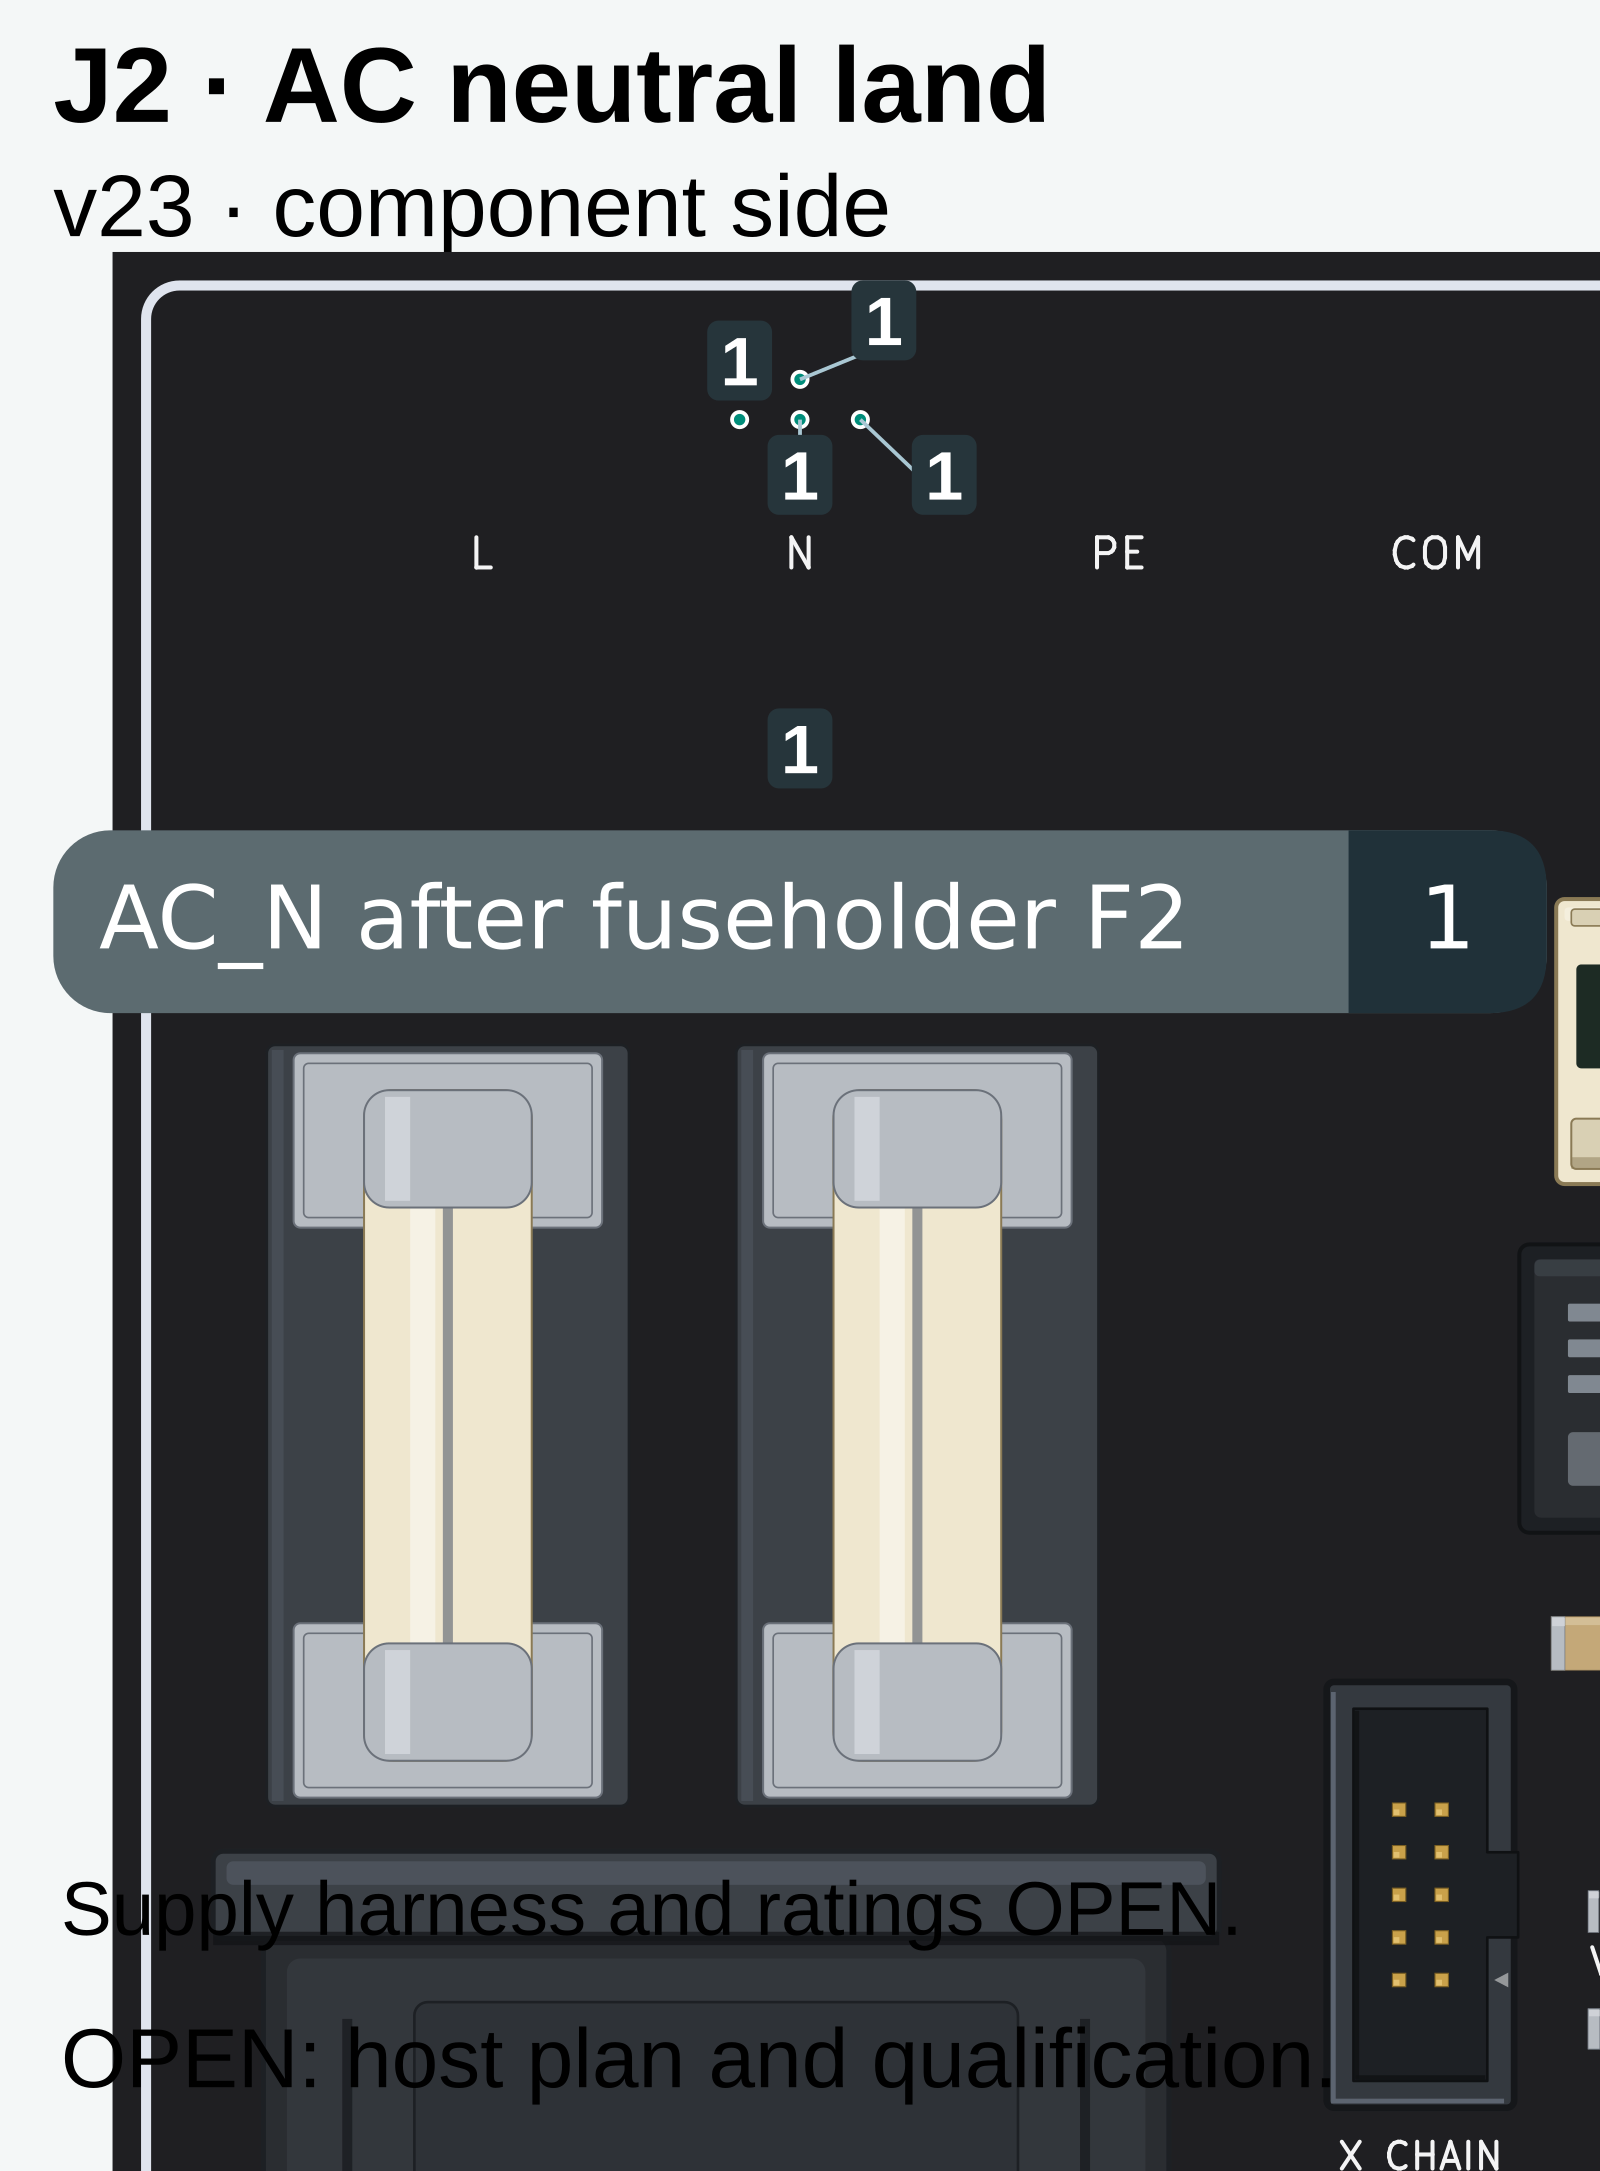 J2 · AC neutral land
v23 · component side
1
1
1 1
L N PE COM
1
AC_N after fuseholder F2 1
Supply harness and ratings OPEN.
OPEN: host plan and qualification.
X CHAIN